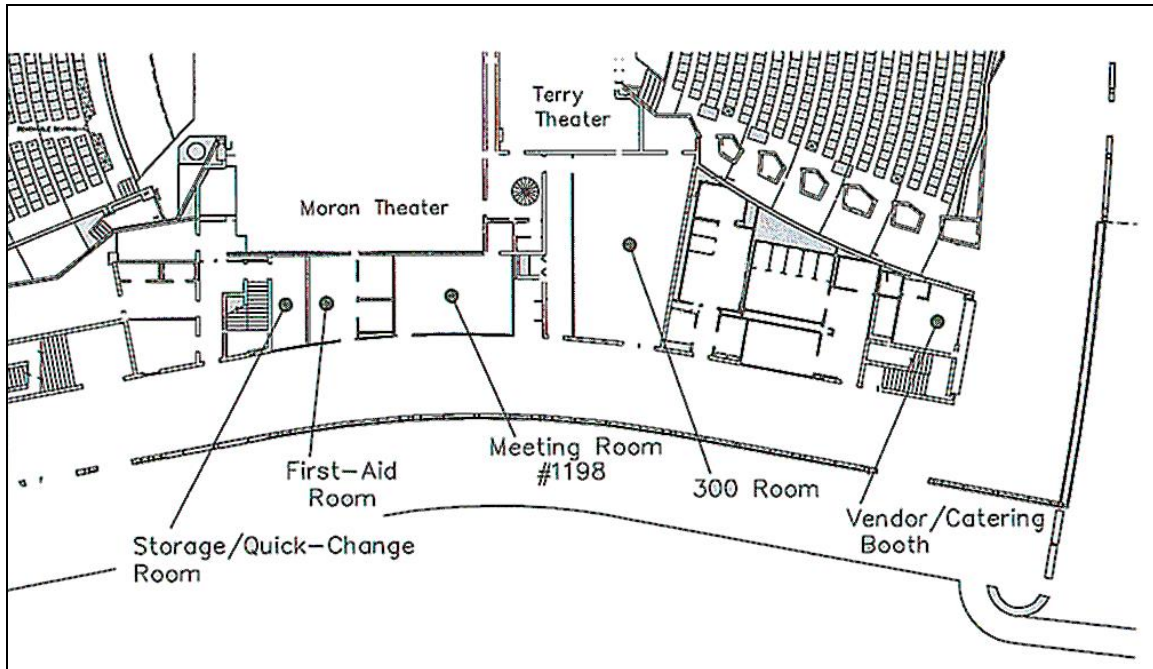 Terry
Theater
Moran Theater
Meeting Room
#1198
First-Aid
Room
300 Room
Vendor/Catering
Booth
Storage/Quick-Change
Room